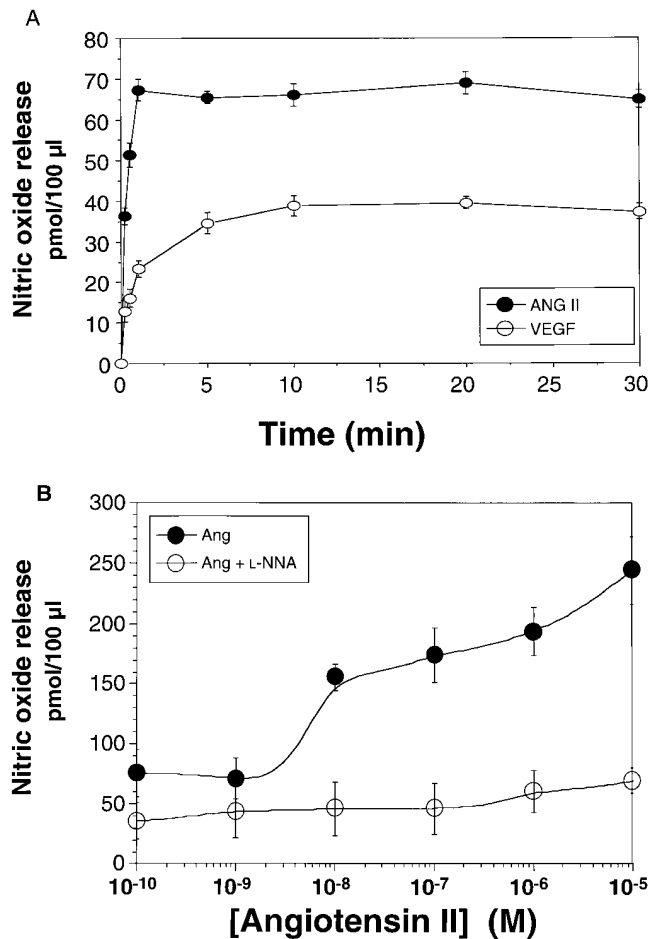 A
Nitric oxide release
pmol/100 µl
80
70
60
50
40
30
20
10
0
ANG II
VEGF
0 5 10 15 20 25 30
Time (min)
B
Nitric oxide release
pmol/100 µl
300
250
200
150
100
50
0
Ang
Ang + L-NNA
10-10 10-9 10-8 10-7 10-6 10-5
[Angiotensin II] (M)